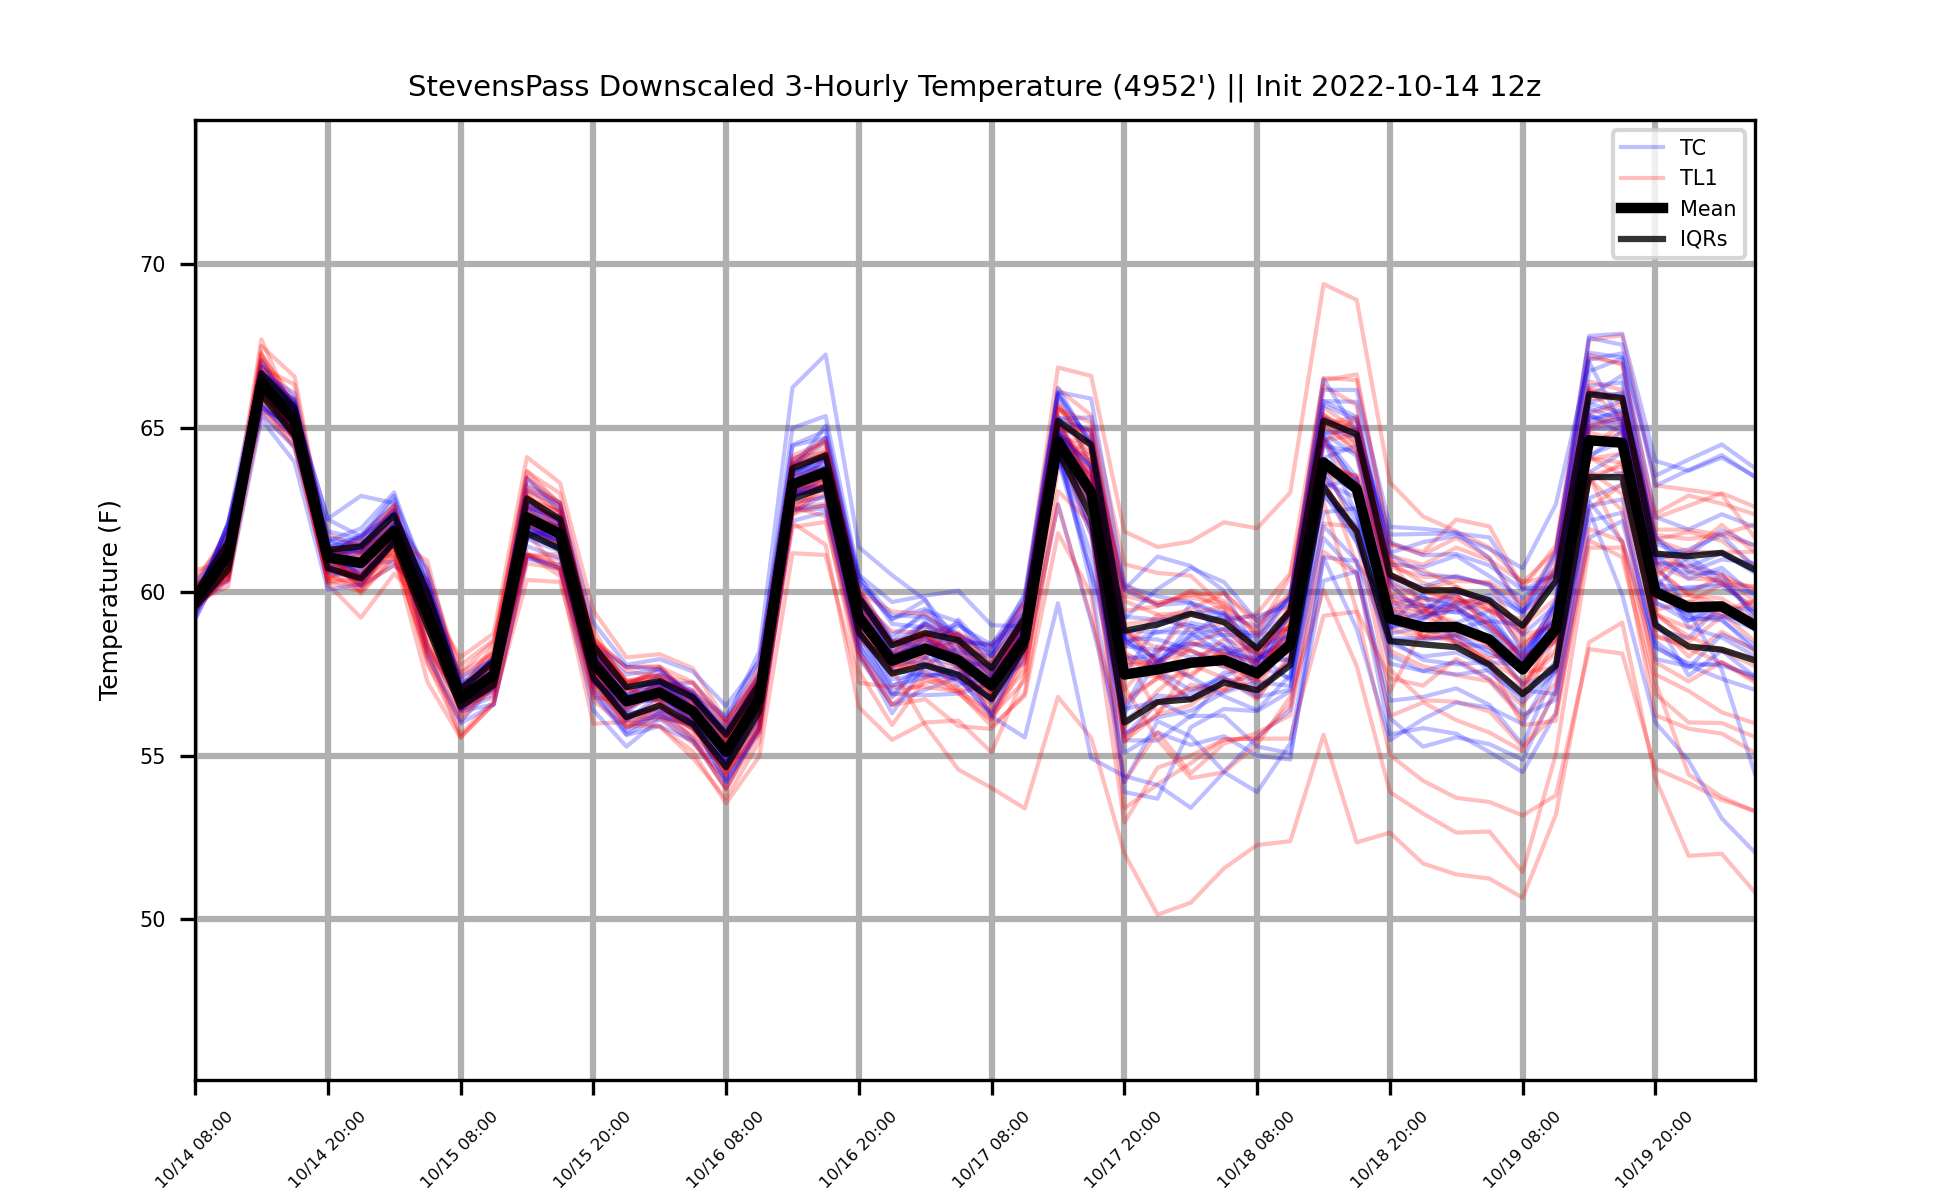 StevensPass Downscaled 3-Hourly Temperature (4952') || Init 2022-10-14 12z
TC
TL1
Mean
IQRs
Temperature (F)
70
65
60
55
50
10/14 08:00
10/14 20:00
10/15 08:00
10/15 20:00
10/16 08:00
10/16 20:00
10/17 08:00
10/17 20:00
10/18 08:00
10/18 20:00
10/19 08:00
10/19 20:00